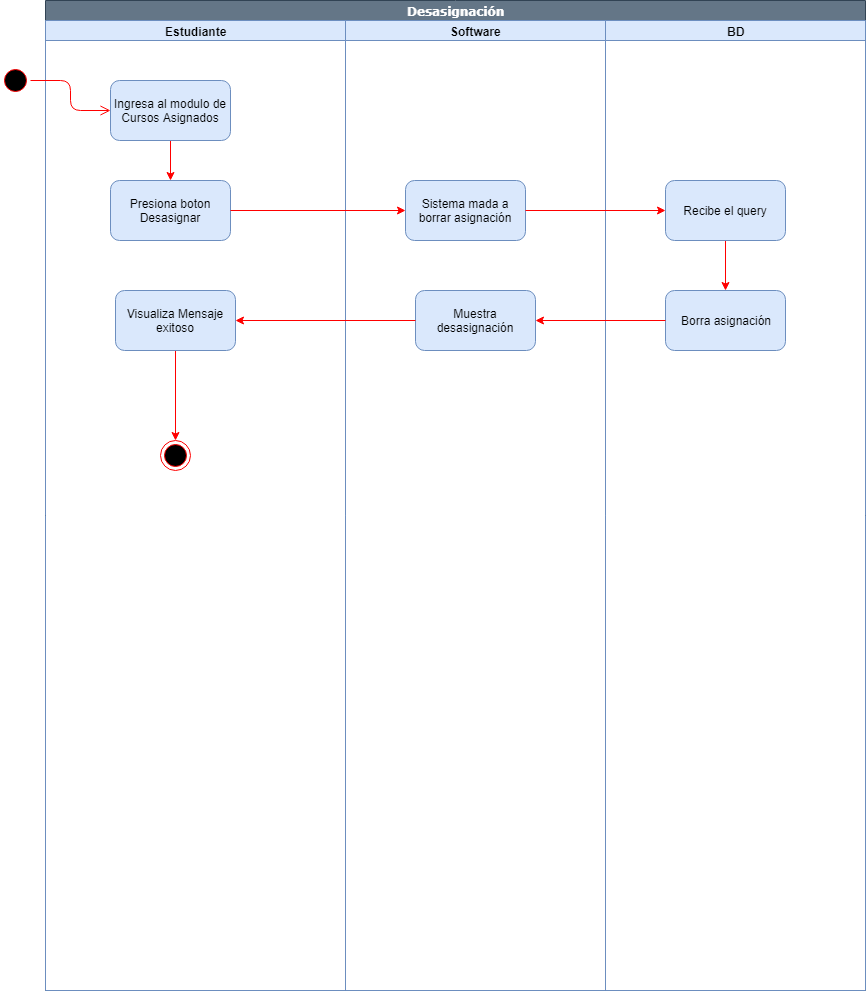 Desasignación
Estudiante
Software
BD
Ingresa al modulo de
Cursos Asignados
Presiona boton
Desasignar
Sistema mada a
borrar asignación
Recibe el query
Visualiza Mensaje
exitoso
Muestra
desasignación
Borra asignación